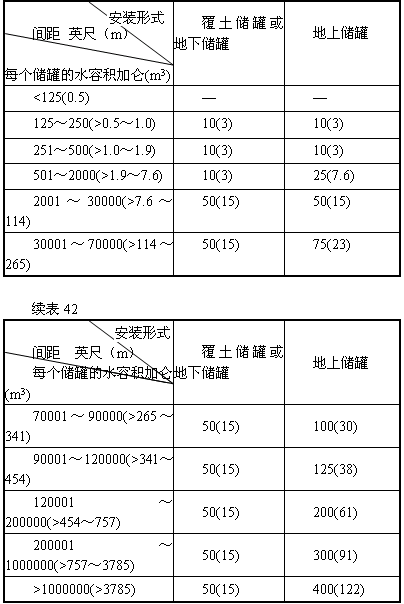 安装形式
间距 英尺（m）
每个储罐的水容积加仑(m³)
覆土储罐或
地下储罐
地上储罐
<125(0.5) — —
125～250(>0.5～1.0) 10(3) 10(3)
251～500(>1.0～1.9) 10(3) 10(3)
501～2000(>1.9～7.6) 10(3) 25(7.6)
2001～30000(>7.6～
114) 50(15) 50(15)
30001～70000(>114～
265) 50(15) 75(23)
续表 42
安装形式
间距 英尺（m）
每个储罐的水容积加仑
(m³)
覆土储罐或
地下储罐
地上储罐
70001～90000(>265～
341) 50(15) 100(30)
90001～120000(>341～
454) 50(15) 125(38)
120001 ～
200000(>454～757) 50(15) 200(61)
200001 ～
1000000(>757～3785) 50(15) 300(91)
>1000000(>3785) 50(15) 400(122)